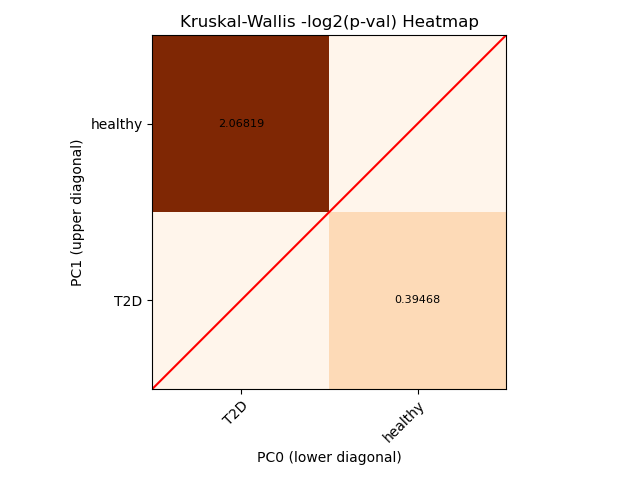 Kruskal-Wallis -log2(p-val) Heatmap
healthy
2.06819
PC1 (upper diagonal)
T2D
0.39468
T2D
healthy
PC0 (lower diagonal)